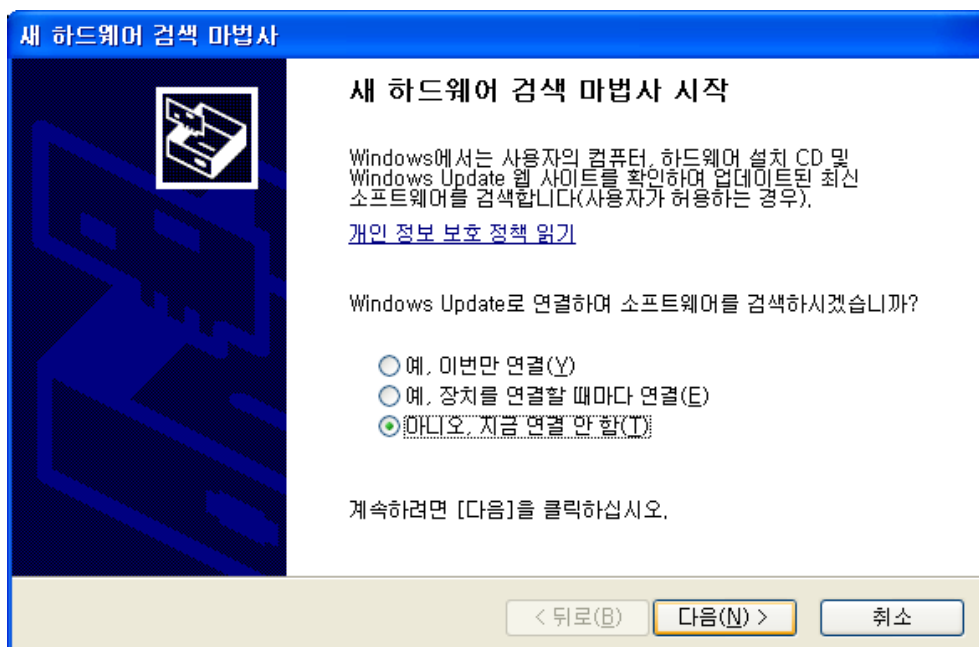 새 하드웨어 검색 마법사
새 하드웨어 검색 마법사 시작
Windows에서는 사용자의 컴퓨터, 하드웨어 설치 CD 및
Windows Update 웹 사이트를 확인하여 업데이트된 최신
소프트웨어를 검색합니다(사용자가 허용하는 경우).
개인 정보 보호 정책 읽기
Windows Update로 연결하여 소프트웨어를 검색하시겠습니까?
예, 이번만 연결(Y)
예, 장치를 연결할 때마다 연결(E)
아니오, 지금 연결 안 함(T)
계속하려면 [다음]을 클릭하십시오.
< 뒤로(B) 다음(N) > 취소